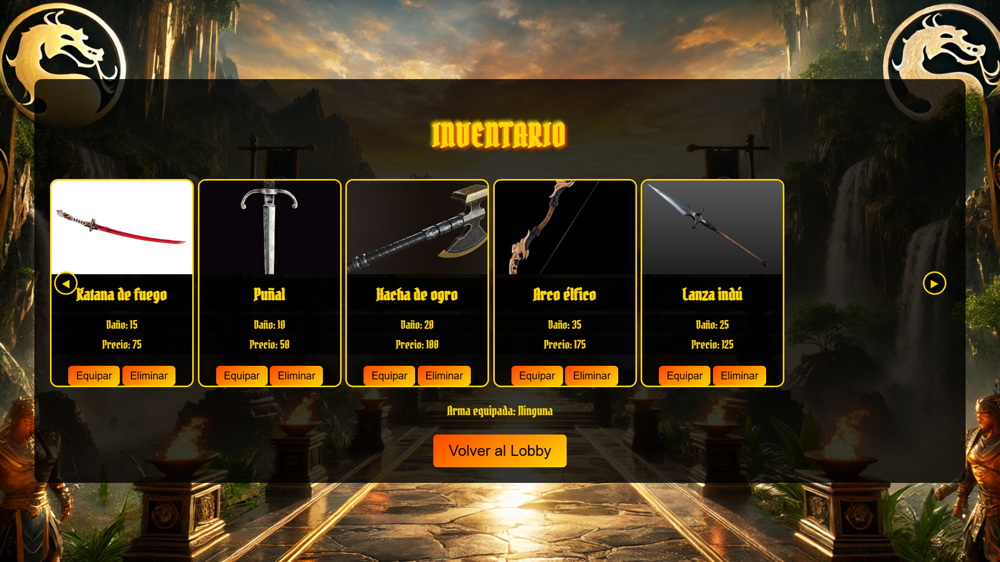 INVENTARIO
Katana de fuego
Daño: 15
Precio: 75
Equipar
Eliminar
Puñal
Daño: 10
Precio: 50
Equipar
Eliminar
Hacha de ogro
Daño: 20
Precio: 100
Equipar
Eliminar
Arco élfico
Daño: 35
Precio: 175
Equipar
Eliminar
Lanza indú
Daño: 25
Precio: 125
Equipar
Eliminar
Arma equipada: Ninguna
Volver al Lobby